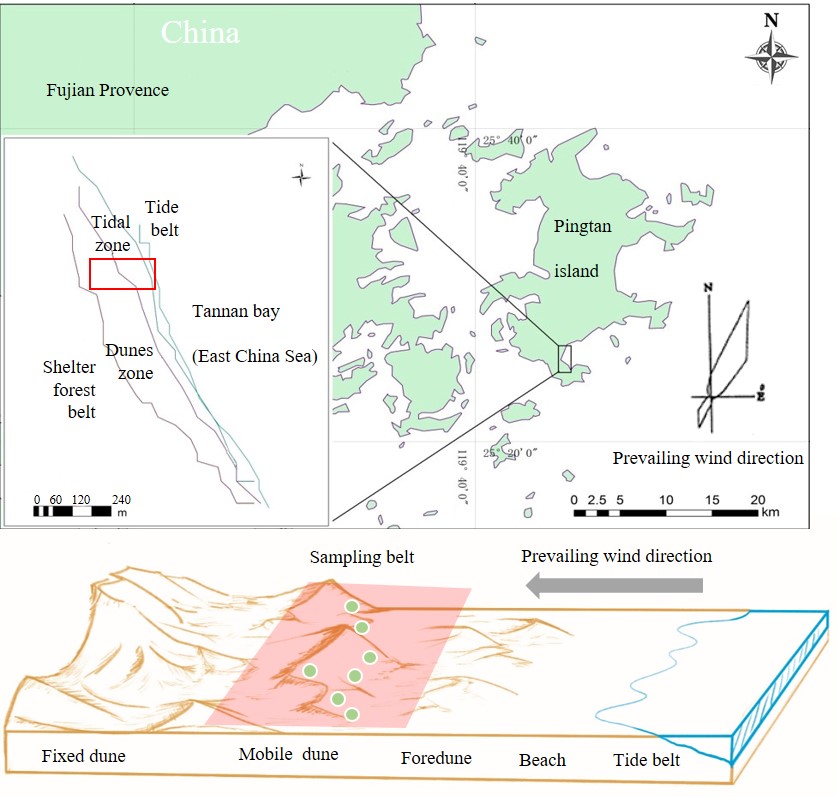 China
N
Fujian Provence
25° 40′ 0″
119° 40′ 0″
Tidal
zone
Tide
belt
Pingtan
island
Tannan bay
(East China Sea)
Dunes
zone
Shelter
forest
belt
N
25° 20′ 0″
119° 40′ 0″
Prevailing wind direction
0 60 120 240
m
0 2.5 5 10 15 20
km
Sampling belt
Prevailing wind direction
Fixed dune
Mobile dune
Foredune
Beach
Tide belt